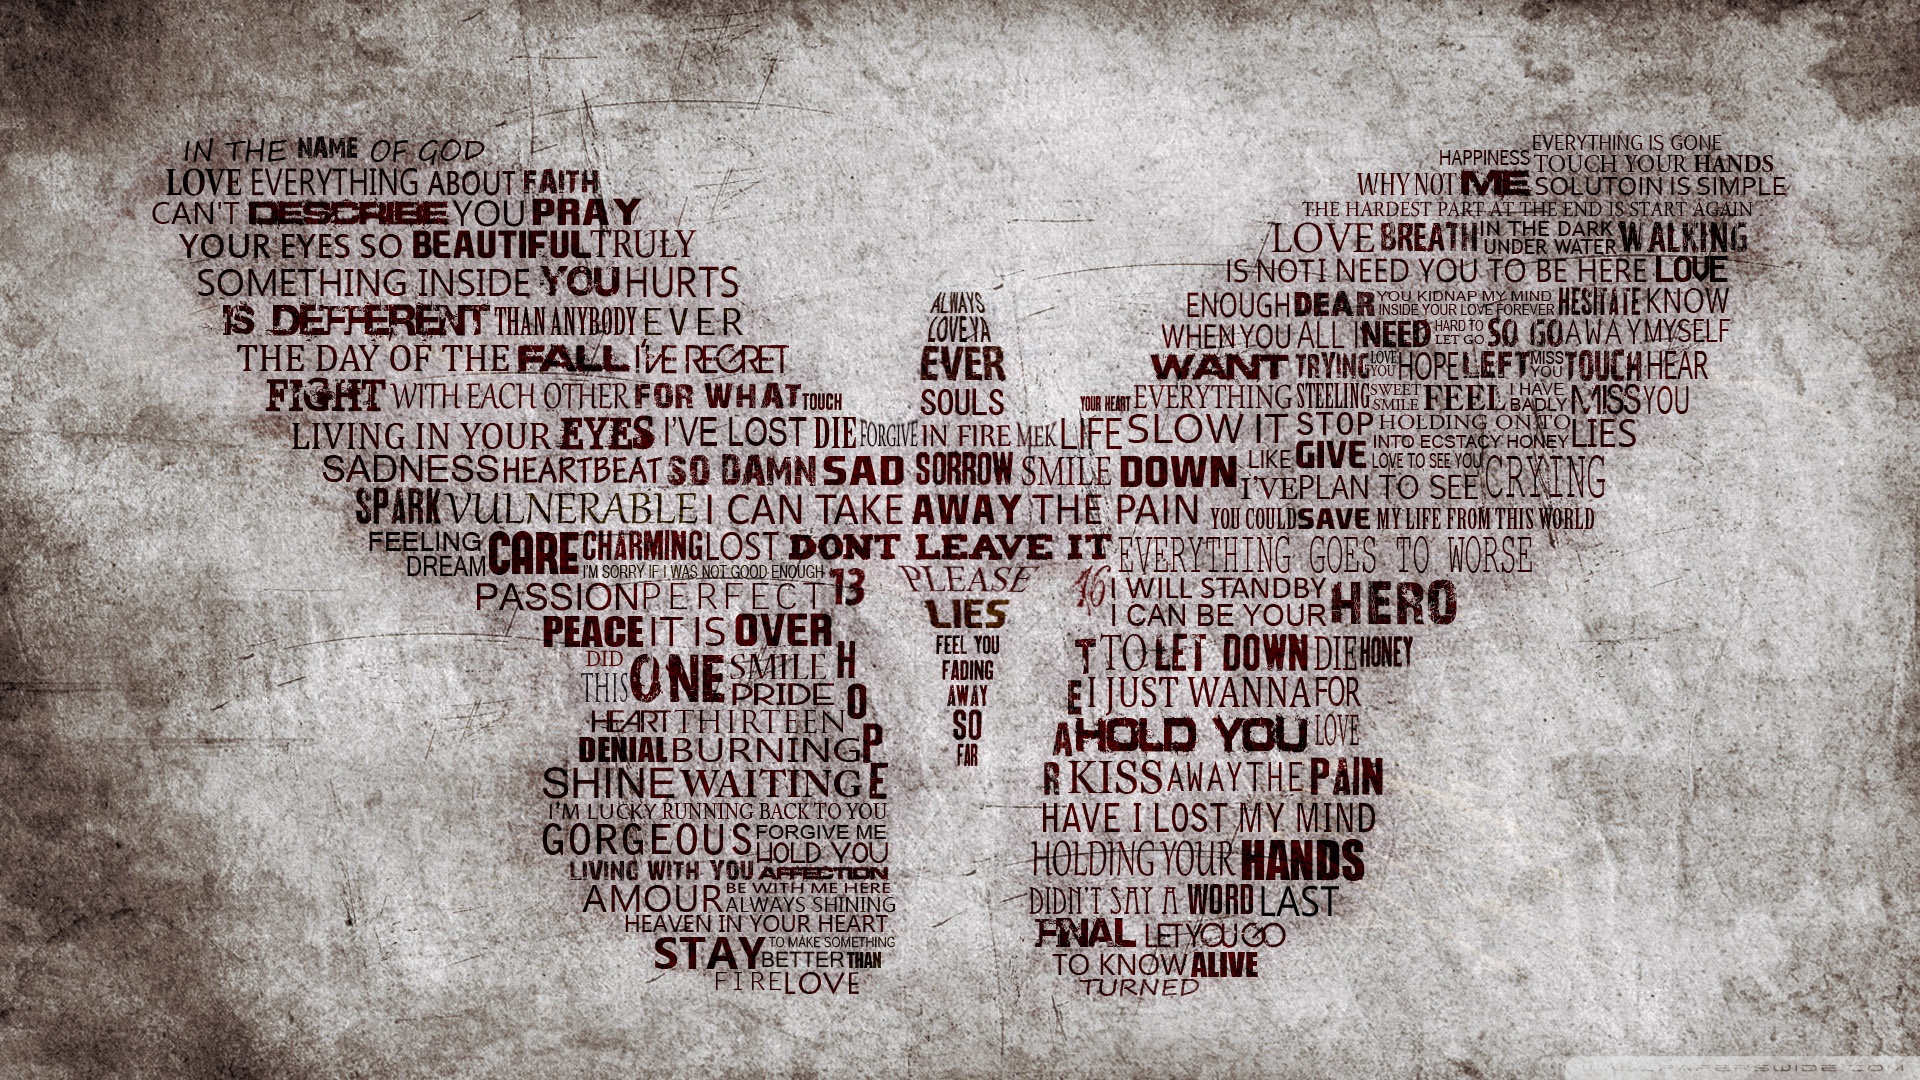 IN THE NAME OF GOD
LOVE EVERYTHING ABOUT FAITH
CAN'T DESCRIBE YOU PRAY
YOUR EYES SO BEAUTIFUL TRULY
SOMETHING INSIDE YOU HURTS
IS DEFFERENT THAN ANYBODY EVER
THE DAY OF THE FALL I'VE REGRET
FIGHT WITH EACH OTHER FOR WHAT TOUCH
LIVING IN YOUR EYES I'VE LOST DIE FORGIVE IN FIRE MEK LIFE SLOW IT STOP HOLDING ON TO
INTO ECSTACY HONEY LIES
SADNESS HEARTBEAT SO DAMN SAD SORROW SMILE DOWN LIKE GIVE LOVE TO SEE YOU
I'VE PLAN TO SEE CRYING
SPARK VULNERABLE I CAN TAKE AWAY THE PAIN YOU COULD SAVE MY LIFE FROM THIS WORLD
FEELING
DREAM CARE CHARMING LOST DONT LEAVE IT EVERYTHING GOES TO WORSE
I'M SORRY IF I WAS NOT GOOD ENOUGH 13
PASSION PERFECT
PEACE IT IS OVER
DID
THIS ONE SMILE
PRIDE
HOPE
HEART THIRTEEN
DENIAL BURNING
SHINE WAITING
I'M LUCKY RUNNING BACK TO YOU
GORGEOUS FORGIVE ME
HOLD YOU
LIVING WITH YOU AFFECTION
AMOUR BE WITH ME HERE
ALWAYS SHINING
HEAVEN IN YOUR HEART
STAY TO MAKE SOMETHING
BETTER THAN
FIRE LOVE
ALWAYS
LOVE YA
EVER
SOULS
PLEASE
LIES
FEEL YOU
FADING
AWAY
SO
FAR
EVERYTHING IS GONE
HAPPINESS TOUCH YOUR HANDS
WHY NOT ME SOLUTOIN IS SIMPLE
THE HARDEST PART AT THE END IS START AGAIN
LOVE BREATH IN THE DARK
UNDER WATER WALKING
IS NOT I NEED YOU TO BE HERE LOVE
ENOUGH DEAR YOU KIDNAP MY MIND
INSIDE YOUR LOVE FOREVER HESITATE KNOW
WHEN YOU ALL I NEED HARD TO
LET GO SO GO AWAY MYSELF
WANT TRYING LOVE
YOU HOPE LEFT MISS
YOU TOUCH HEAR
YOUR HEART EVERYTHING STEELING SWEET
SMILE FEEL I HAVE
BADLY MISS YOU
16 I WILL STANDBY
I CAN BE YOUR HERO
TEAR
TO LET DOWN DIE HONEY
I JUST WANNA FOR
HOLD YOU LOVE
KISS AWAY THE PAIN
HAVE I LOST MY MIND
HOLDING YOUR HANDS
DIDN'T SAY A WORD LAST
FINAL LET YOU GO
TO KNOW ALIVE
TURNED
WALLPAPERSWIDE.COM